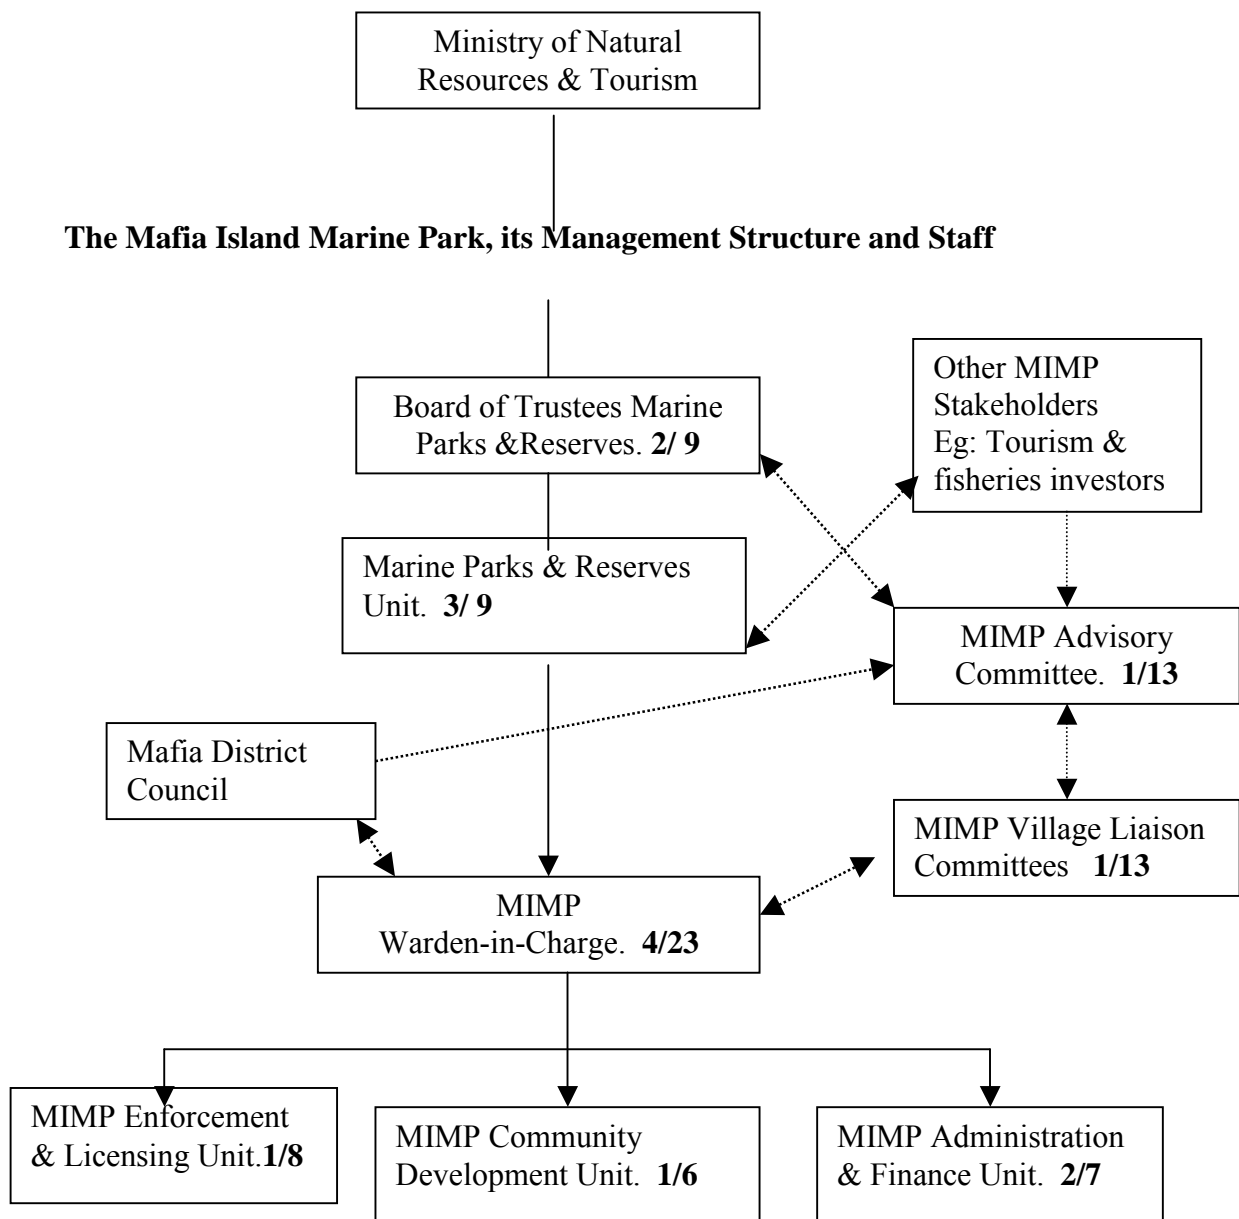 Ministry of Natural
Resources & Tourism
The Mafia Island Marine Park, its Management Structure and Staff
Board of Trustees Marine
Parks &Reserves. 2/ 9
Other MIMP
Stakeholders
Eg: Tourism &
fisheries investors
Marine Parks & Reserves
Unit. 3/ 9
MIMP Advisory
Committee. 1/13
Mafia District
Council
MIMP Village Liaison
Committees 1/13
MIMP
Warden-in-Charge. 4/23
MIMP Enforcement
& Licensing Unit.1/8
MIMP Community
Development Unit. 1/6
MIMP Administration
& Finance Unit. 2/7